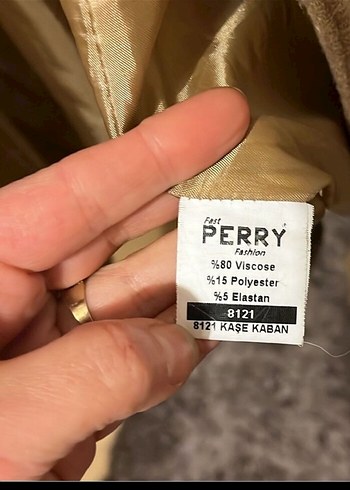 Fast
PERRY
Fashion
%80 Viscose
%15 Polyester
%5 Elastan
8121
8121 KAŞE KABAN